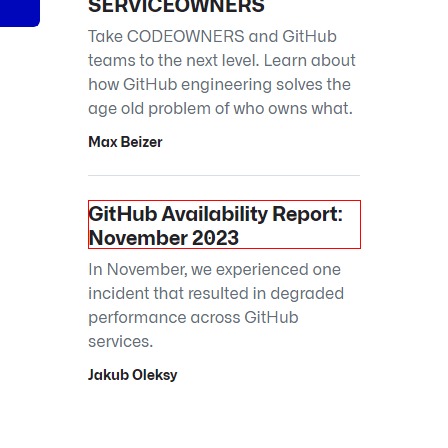 SERVICEOWNERS
Take CODEOWNERS and GitHub
teams to the next level. Learn about
how GitHub engineering solves the
age old problem of who owns what.
Max Beizer
GitHub Availability Report:
November 2023
In November, we experienced one
incident that resulted in degraded
performance across GitHub
services.
Jakub Oleksy